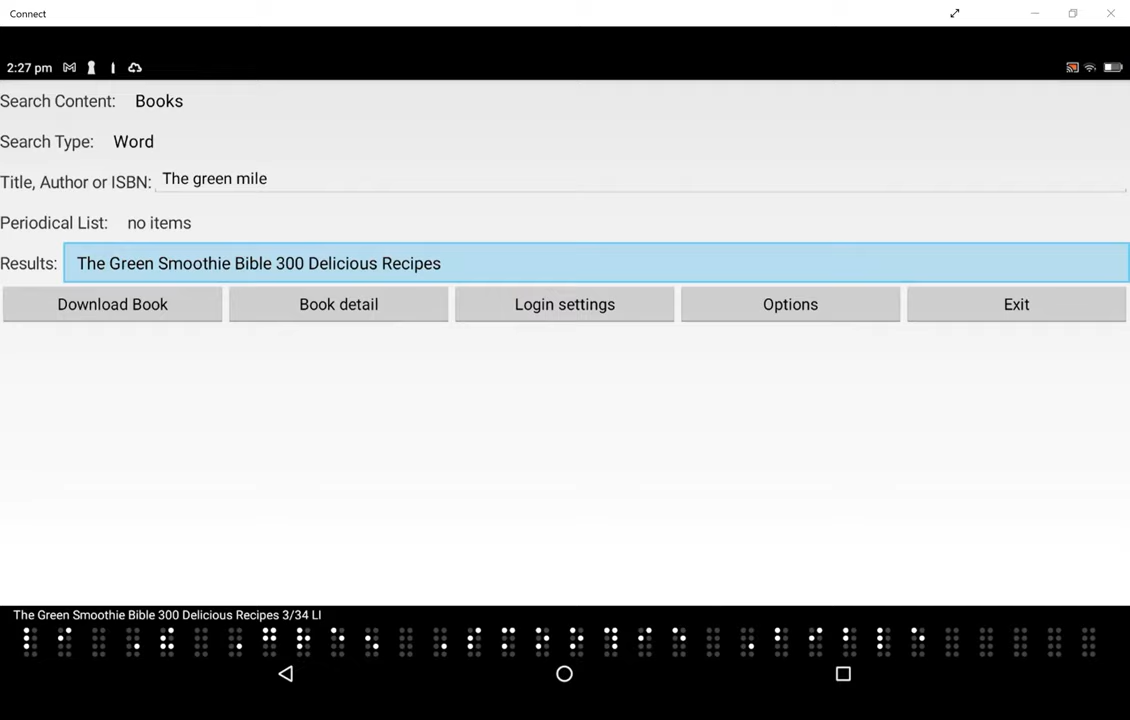 Connect
2:27 pm
Search Content: Books
Search Type: Word
Title, Author or ISBN: The green mile
Periodical List: no items
Results: The Green Smoothie Bible 300 Delicious Recipes
Download Book Book detail Login settings Options Exit
The Green Smoothie Bible 300 Delicious Recipes 3/34 LI